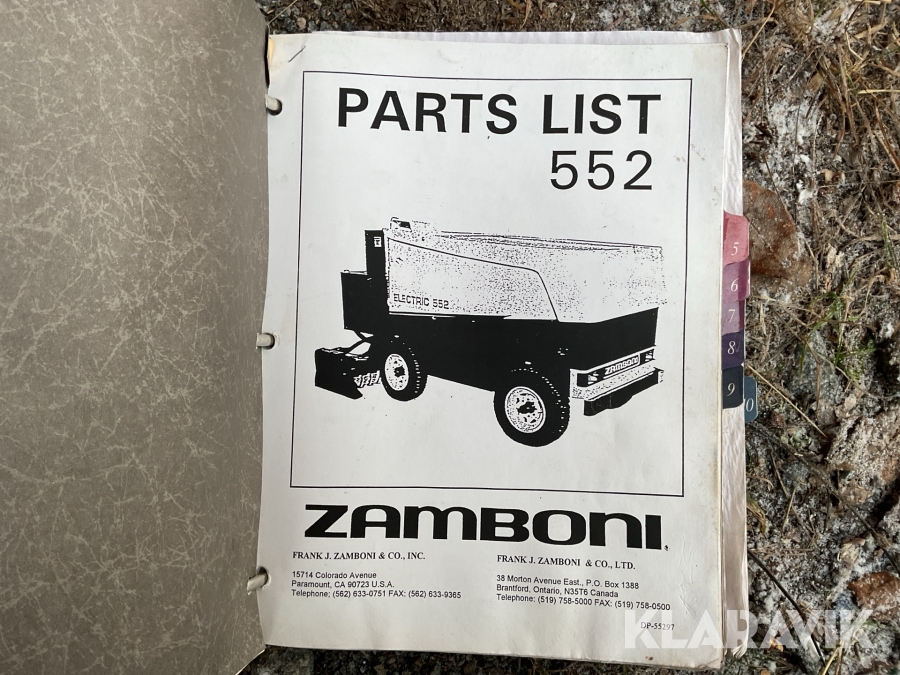 PARTS LIST
552
ELECTRIC 552
ZAMBONI
5
6
7
8
9
10
ZAMBONI
FRANK J. ZAMBONI & CO., INC.
15714 Colorado Avenue
Paramount, CA 90723 U.S.A.
Telephone; (562) 633-0751 FAX: (562) 633-9365
FRANK J. ZAMBONI & CO., LTD.
38 Morton Avenue East., P.O. Box 1388
Brantford, Ontario, N35T6 Canada
Telephone: (519) 758-5000 FAX: (519) 758-0500
DP-55297
KLARAVIK